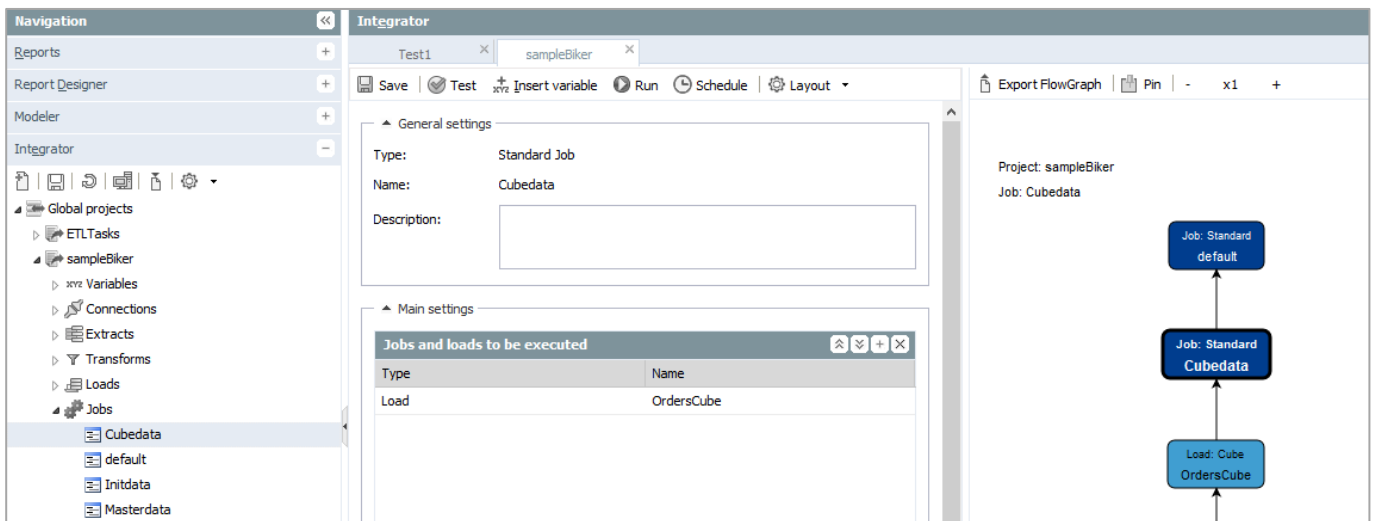 Navigation
Reports
Report Designer
Modeler
Integrator
Global projects
ETLTasks
sampleBiker
xyz Variables
Connections
Extracts
Transforms
Loads
Jobs
Cubedata
default
Initdata
Masterdata
Integrator
Test1
sampleBiker
Save Test xyz Insert variable Run Schedule Layout
General settings
Type: Standard Job
Name: Cubedata
Description:
Main settings
Jobs and loads to be executed
Type Name
Load OrdersCube
Export FlowGraph Pin - x1 +
Project: sampleBiker
Job: Cubedata
Job: Standard
default
Job: Standard
Cubedata
Load: Cube
OrdersCube